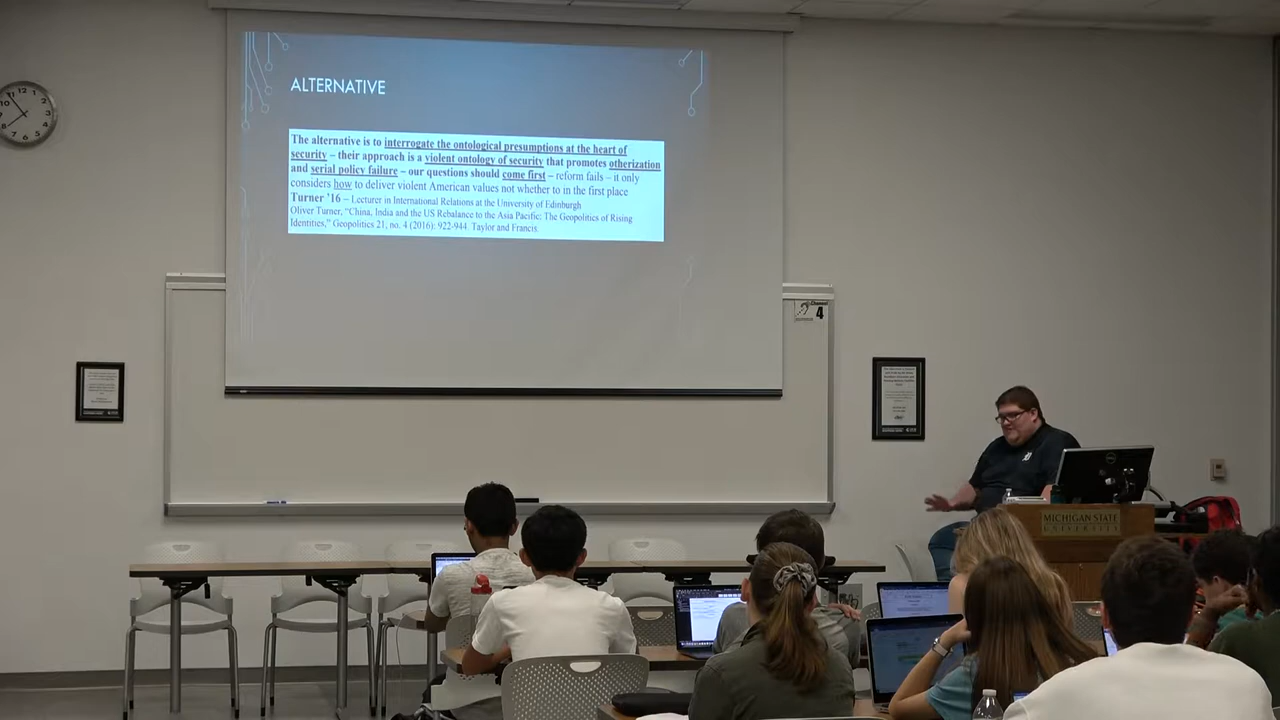 ALTERNATIVE
The alternative is to interrogate the ontological presumptions at the heart of
security – their approach is a violent ontology of security that promotes otherization
and serial policy failure – our questions should come first – reform fails – it only
considers how to deliver violent American values not whether to in the first place
Turner '16 – Lecturer in International Relations at the University of Edinburgh
Oliver Turner, "China, India and the US Rebalance to the Asia Pacific: The Geopolitics of Rising
Identities," Geopolitics 21, no. 4 (2016): 922-944. Taylor and Francis.
Channel
4
MICHIGAN STATE
UNIVERSITY